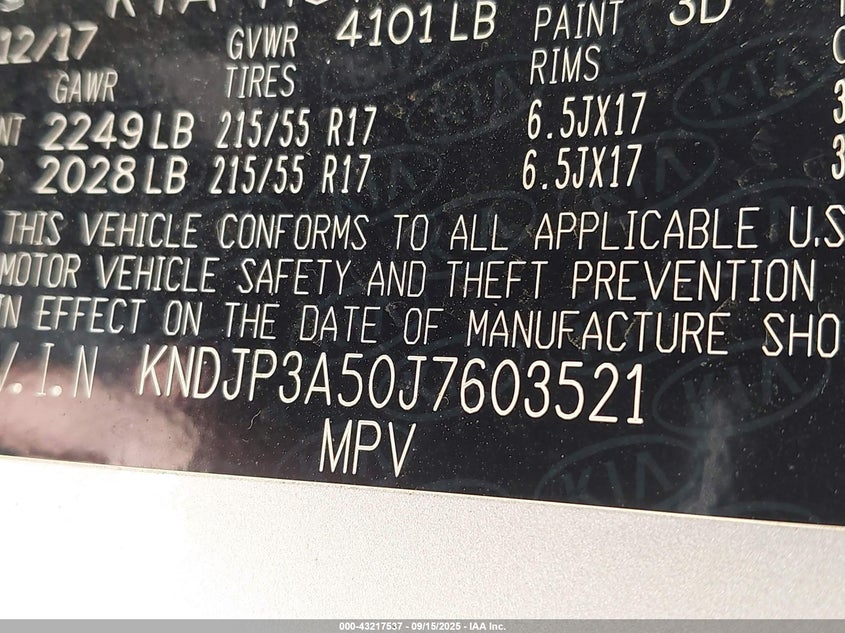 KIA
12/17 GVWR 4101 LB PAINT 3D
GAWR TIRES RIMS
2249 LB 215/55 R17 6.5JX17
2028 LB 215/55 R17 6.5JX17
THIS VEHICLE CONFORMS TO ALL APPLICABLE U.S
MOTOR VEHICLE SAFETY AND THEFT PREVENTION
IN EFFECT ON THE DATE OF MANUFACTURE SHO
V.I.N KNDJP3A50J7603521
MPV
000-43217537 - 09/15/2025 - IAA Inc.